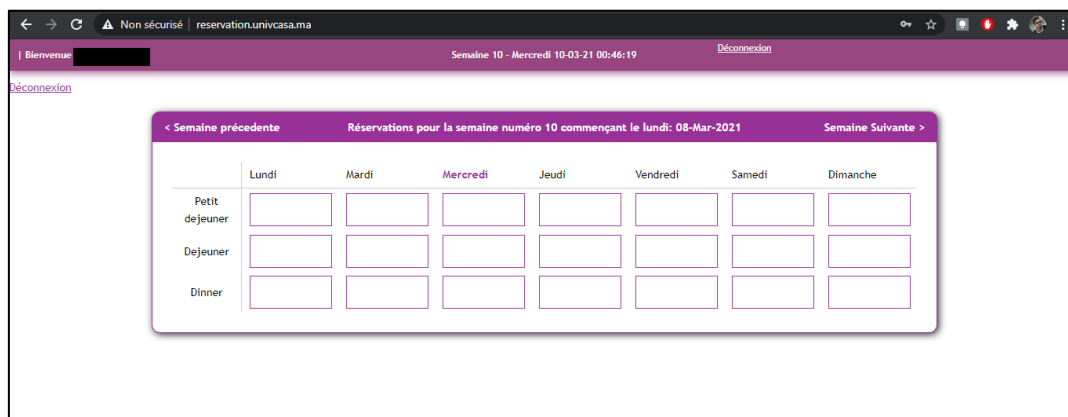 Non sécurisé | reservation.univcasa.ma
| Bienvenue
Semaine 10 - Mercredi 10-03-21 00:46:19
Déconnexion
Déconnexion
< Semaine précedente
Réservations pour la semaine numéro 10 commençant le lundi: 08-Mar-2021
Semaine Suivante >
Lundi Mardi Mercredi Jeudi Vendredi Samedi Dimanche
Petit
dejeuner
Dejeuner
Dinner